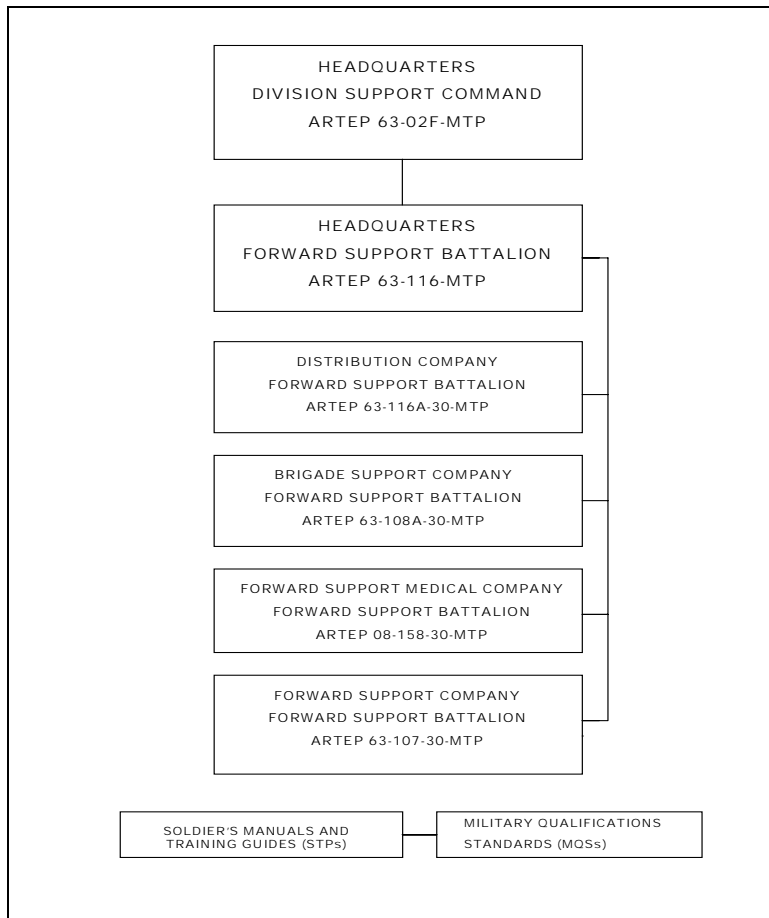 HEADQUARTERS
DIVISION SUPPORT COMMAND
ARTEP 63-02F-MTP
HEADQUARTERS
FORWARD SUPPORT BATTALION
ARTEP 63-116-MTP
DISTRIBUTION COMPANY
FORWARD SUPPORT BATTALION
ARTEP 63-116A-30-MTP
BRIGADE SUPPORT COMPANY
FORWARD SUPPORT BATTALION
ARTEP 63-108A-30-MTP
FORWARD SUPPORT MEDICAL COMPANY
FORWARD SUPPORT BATTALION
ARTEP 08-158-30-MTP
FORWARD SUPPORT COMPANY
FORWARD SUPPORT BATTALION
ARTEP 63-107-30-MTP
SOLDIER'S MANUALS AND
TRAINING GUIDES (STPs)
MILITARY QUALIFICATIONS
STANDARDS (MQSs)